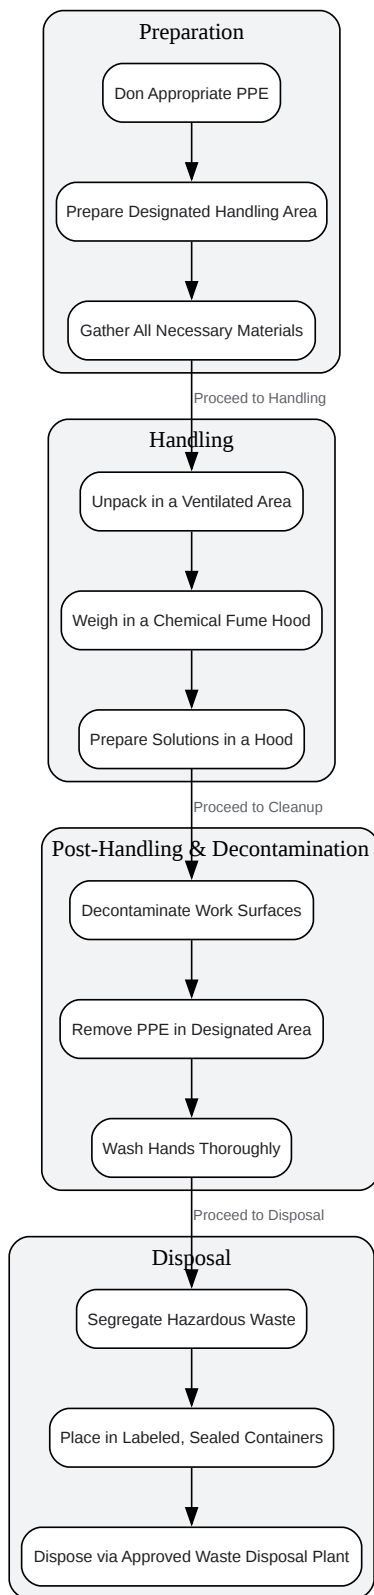 Preparation
Don Appropriate PPE
Prepare Designated Handling Area
Gather All Necessary Materials
Proceed to Handling
Handling
Unpack in a Ventilated Area
Weigh in a Chemical Fume Hood
Prepare Solutions in a Hood
Proceed to Cleanup
Post-Handling & Decontamination
Decontaminate Work Surfaces
Remove PPE in Designated Area
Wash Hands Thoroughly
Proceed to Disposal
Disposal
Segregate Hazardous Waste
Place in Labeled, Sealed Containers
Dispose via Approved Waste Disposal Plant